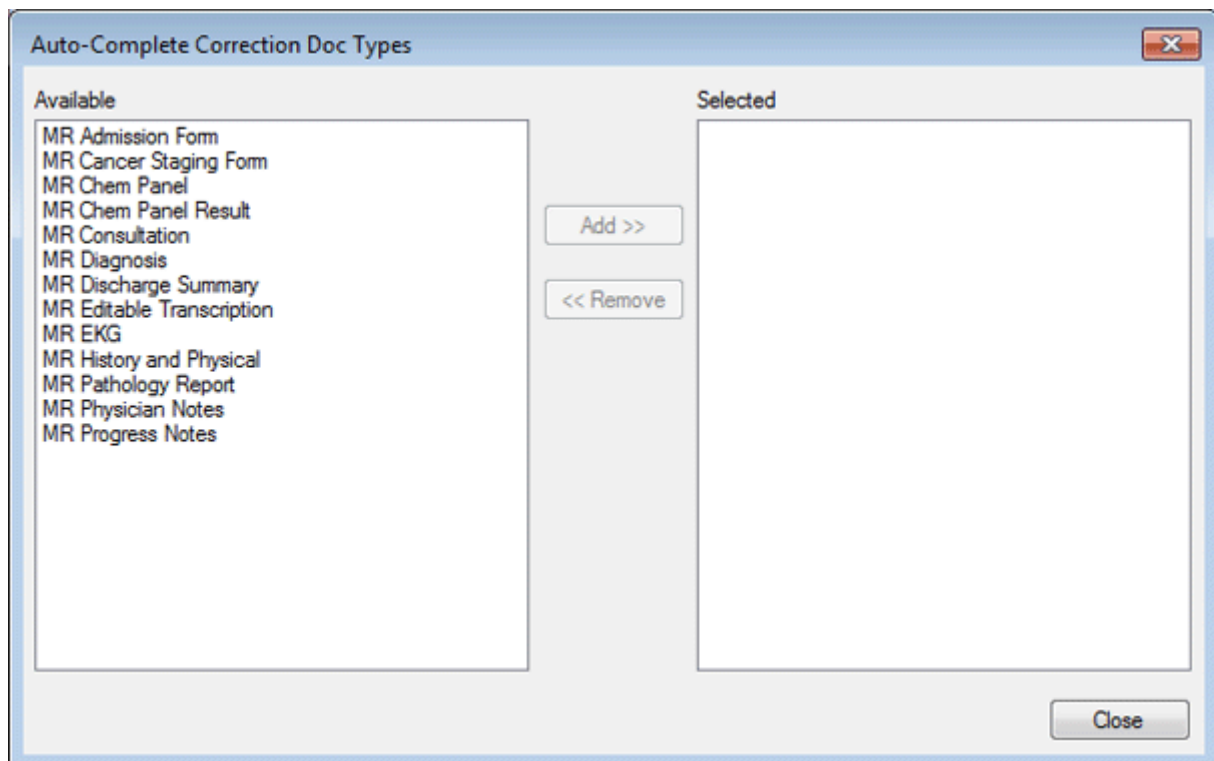 Auto-Complete Correction Doc Types
Available
Selected
MR Admission Form
MR Cancer Staging Form
MR Chem Panel
MR Chem Panel Result
MR Consultation
MR Diagnosis
MR Discharge Summary
MR Editable Transcription
MR EKG
MR History and Physical
MR Pathology Report
MR Physician Notes
MR Progress Notes
Add >>
<< Remove
Close